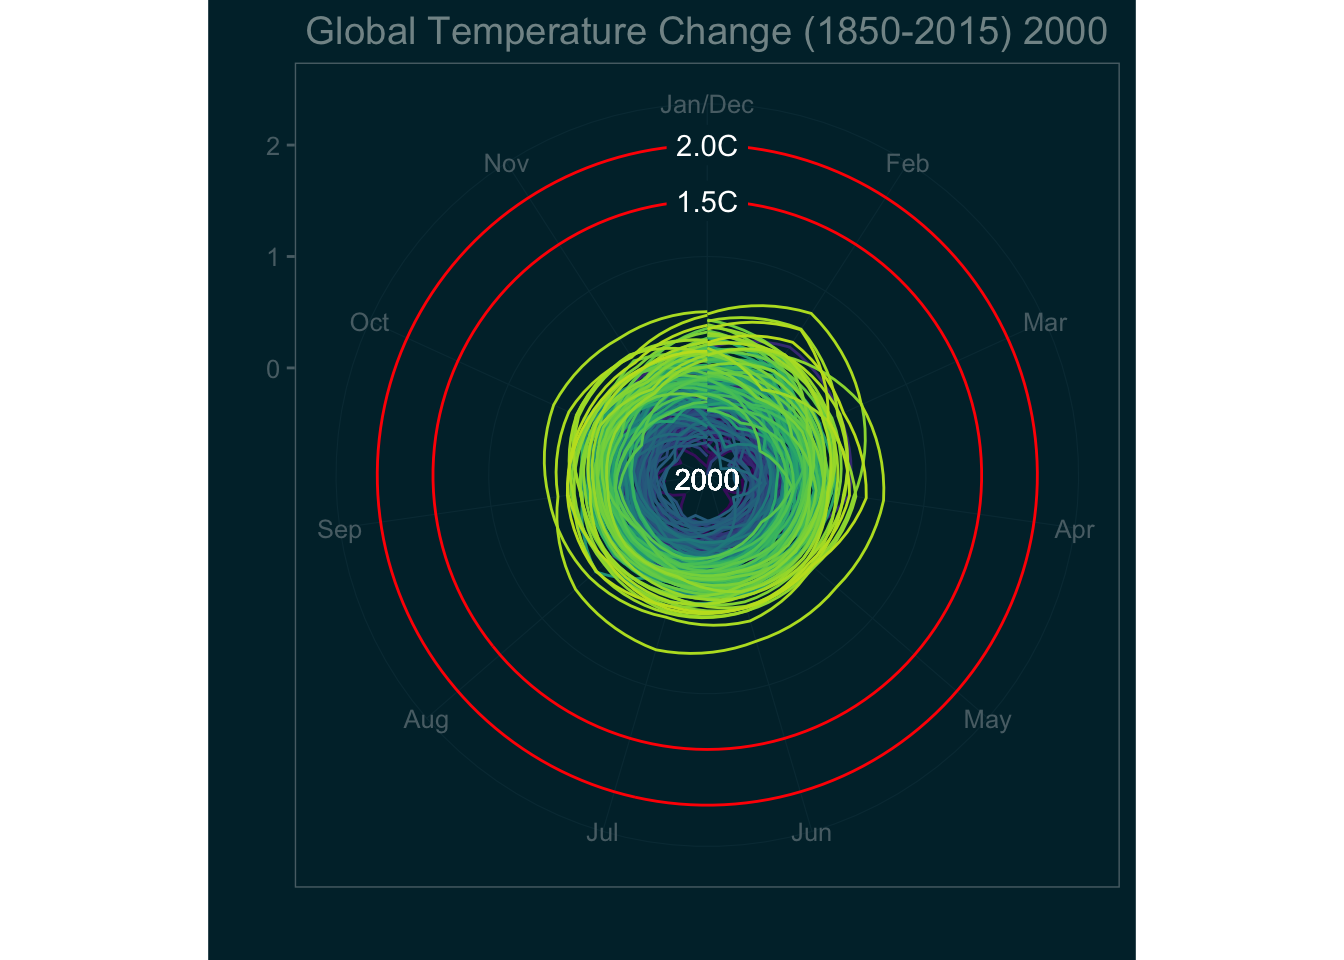 Global Temperature Change (1850-2015) 2000
Jan/Dec
2.0C
2
Nov
Feb
1.5C
1
Oct
Mar
0
2000
Sep
Apr
Aug
May
Jul
Jun